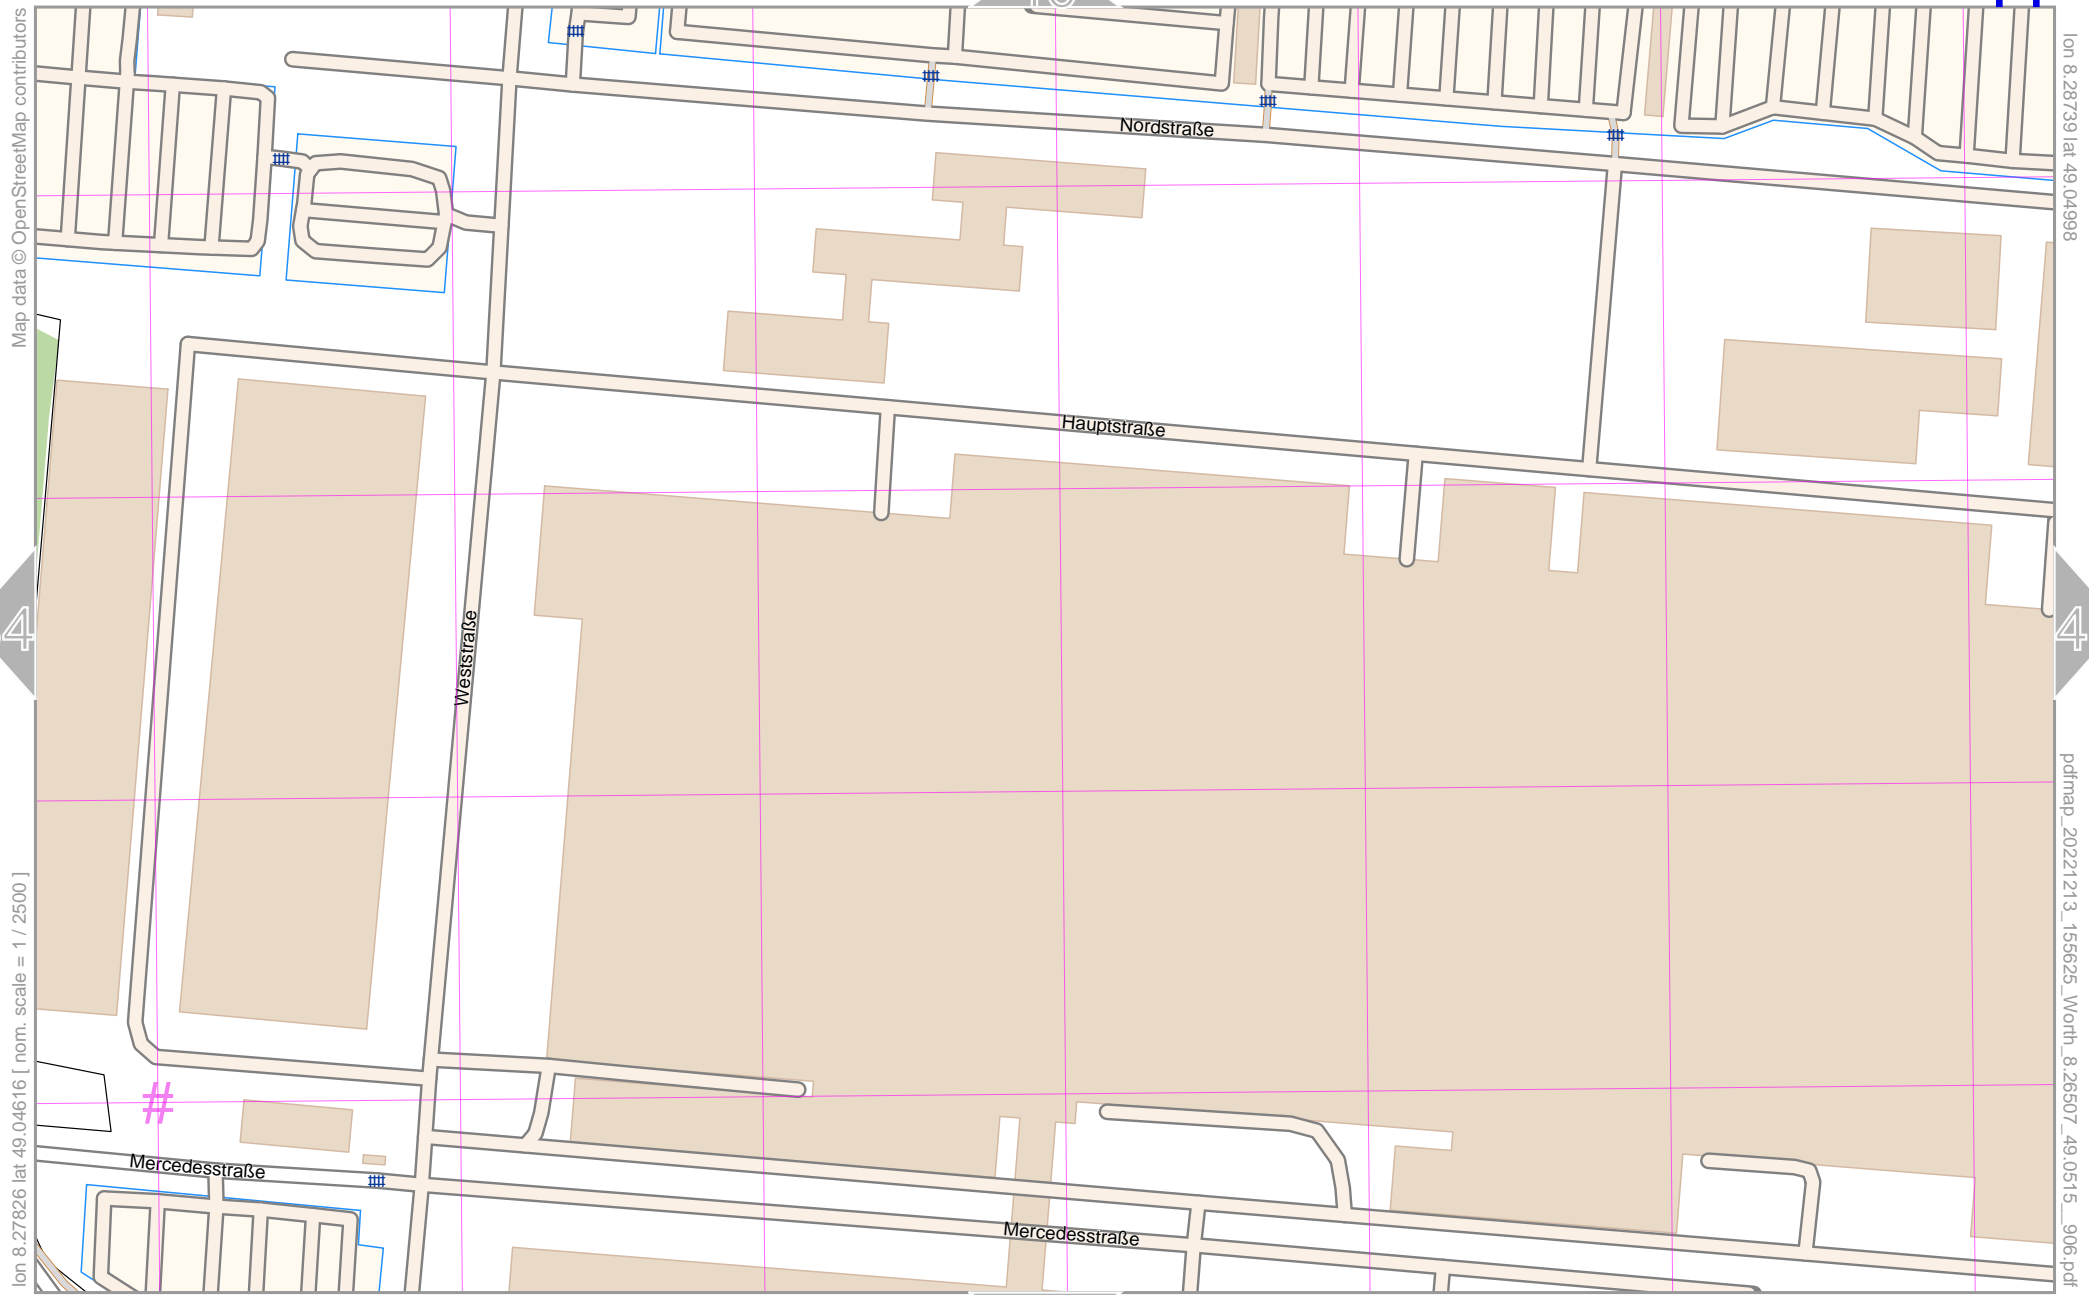 Map data © OpenStreetMap contributors
lon 8.27826 lat 49.04616 [ nom. scale = 1 / 2500 ]
lon 8.28739 lat 49.04998
pdfmap_20221213_155625_Worth_8.26507_49.0515__906.pdf
Nordstraße
Hauptstraße
Weststraße
4
4
#
Mercedesstraße
Mercedesstraße